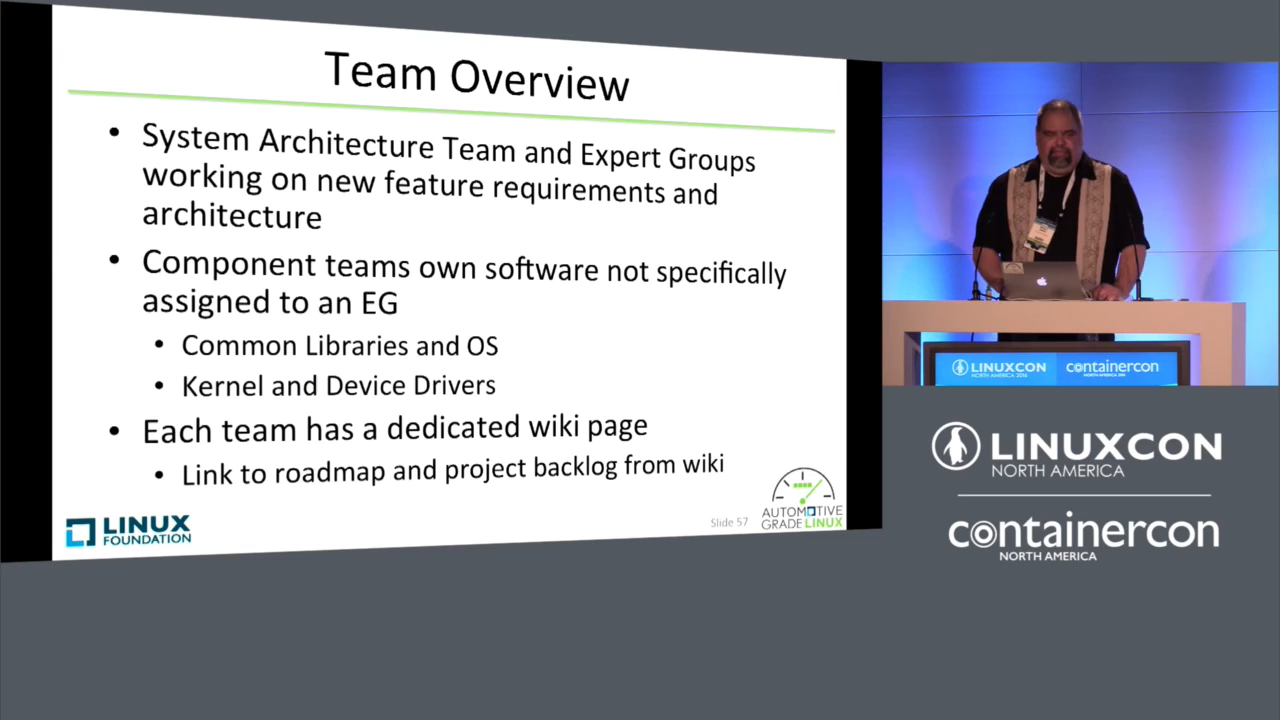 Team Overview
• System Architecture Team and Expert Groups
working on new feature requirements and
architecture
• Component teams own software not specifically
assigned to an EG
• Common Libraries and OS
• Kernel and Device Drivers
• Each team has a dedicated wiki page
• Link to roadmap and project backlog from wiki
LINUX
FOUNDATION
Slide 57
AUTOMOTIVE
GRADE LINUX
LINUXCON
NORTH AMERICA 2016
containercon
NORTH AMERICA 2016
LINUXCON
NORTH AMERICA
containercon
NORTH AMERICA